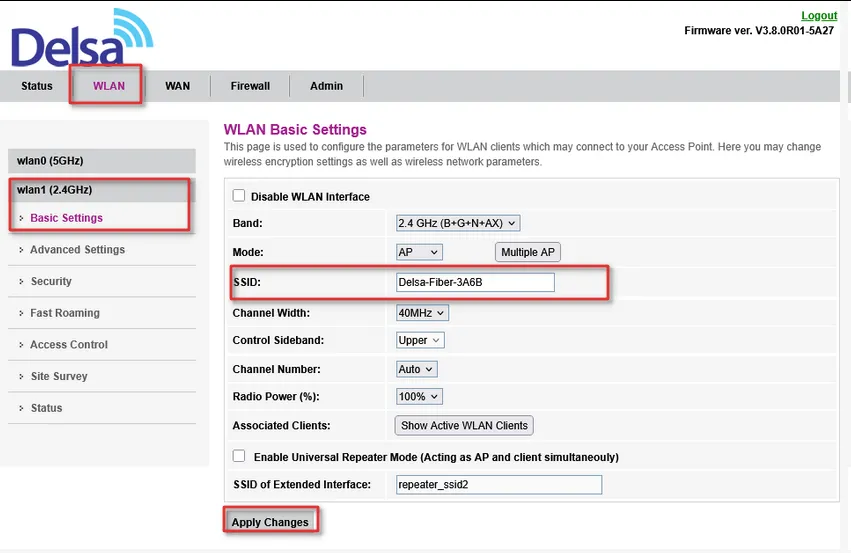 Logout
Delsa
Firmware ver. V3.8.0R01-5A27
Status WLAN WAN Firewall Admin
wlan0 (5GHz)
wlan1 (2.4GHz)
Basic Settings
Advanced Settings
Security
Fast Roaming
Access Control
Site Survey
Status
WLAN Basic Settings
This page is used to configure the parameters for WLAN clients which may connect to your Access Point. Here you may change
wireless encryption settings as well as wireless network parameters.
Disable WLAN Interface
Band: 2.4 GHz (B+G+N+AX)
Mode: AP Multiple AP
SSID: Delsa-Fiber-3A6B
Channel Width: 40MHz
Control Sideband: Upper
Channel Number: Auto
Radio Power (%): 100%
Associated Clients: Show Active WLAN Clients
Enable Universal Repeater Mode (Acting as AP and client simultaneouly)
SSID of Extended Interface: repeater_ssid2
Apply Changes